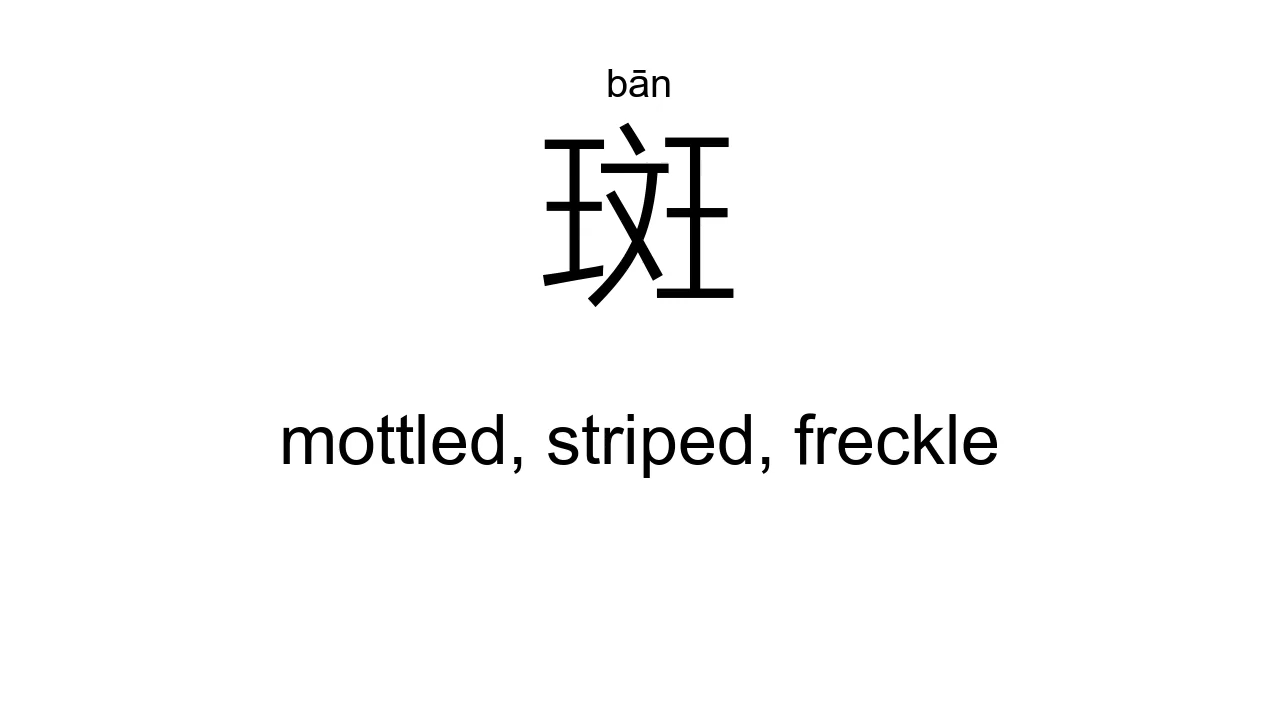 bān
斑
mottled, striped, freckle